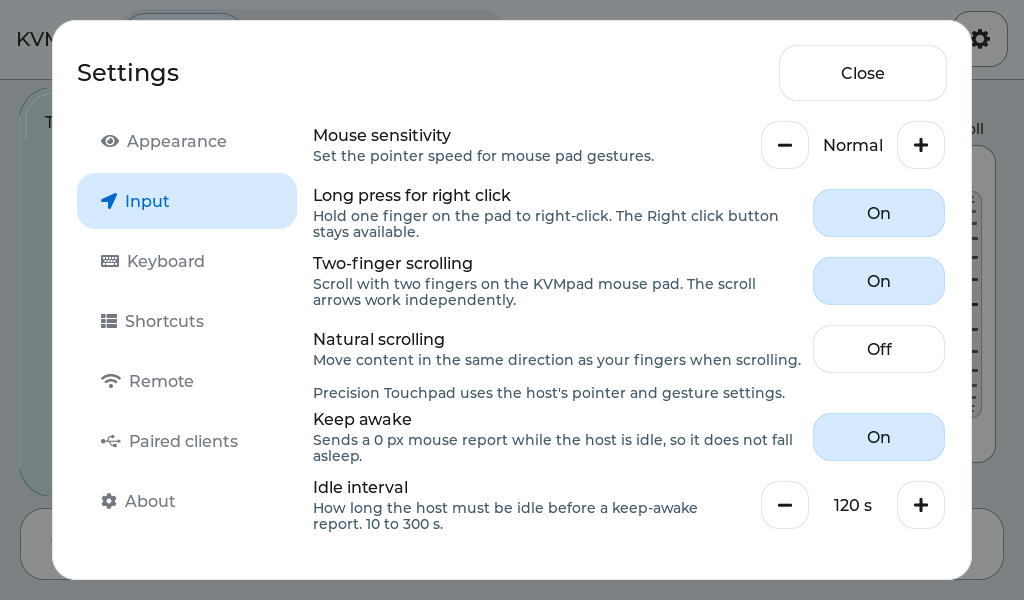 Settings
Close
Appearance
Input
Keyboard
Shortcuts
Remote
Paired clients
About
Mouse sensitivity
Set the pointer speed for mouse pad gestures.
Normal
Long press for right click
Hold one finger on the pad to right-click. The Right click button
stays available.
On
Two-finger scrolling
Scroll with two fingers on the KVMpad mouse pad. The scroll
arrows work independently.
On
Natural scrolling
Move content in the same direction as your fingers when scrolling.
Off
Precision Touchpad uses the host's pointer and gesture settings.
Keep awake
Sends a 0 px mouse report while the host is idle, so it does not fall
asleep.
On
Idle interval
How long the host must be idle before a keep-awake
report. 10 to 300 s.
120 s